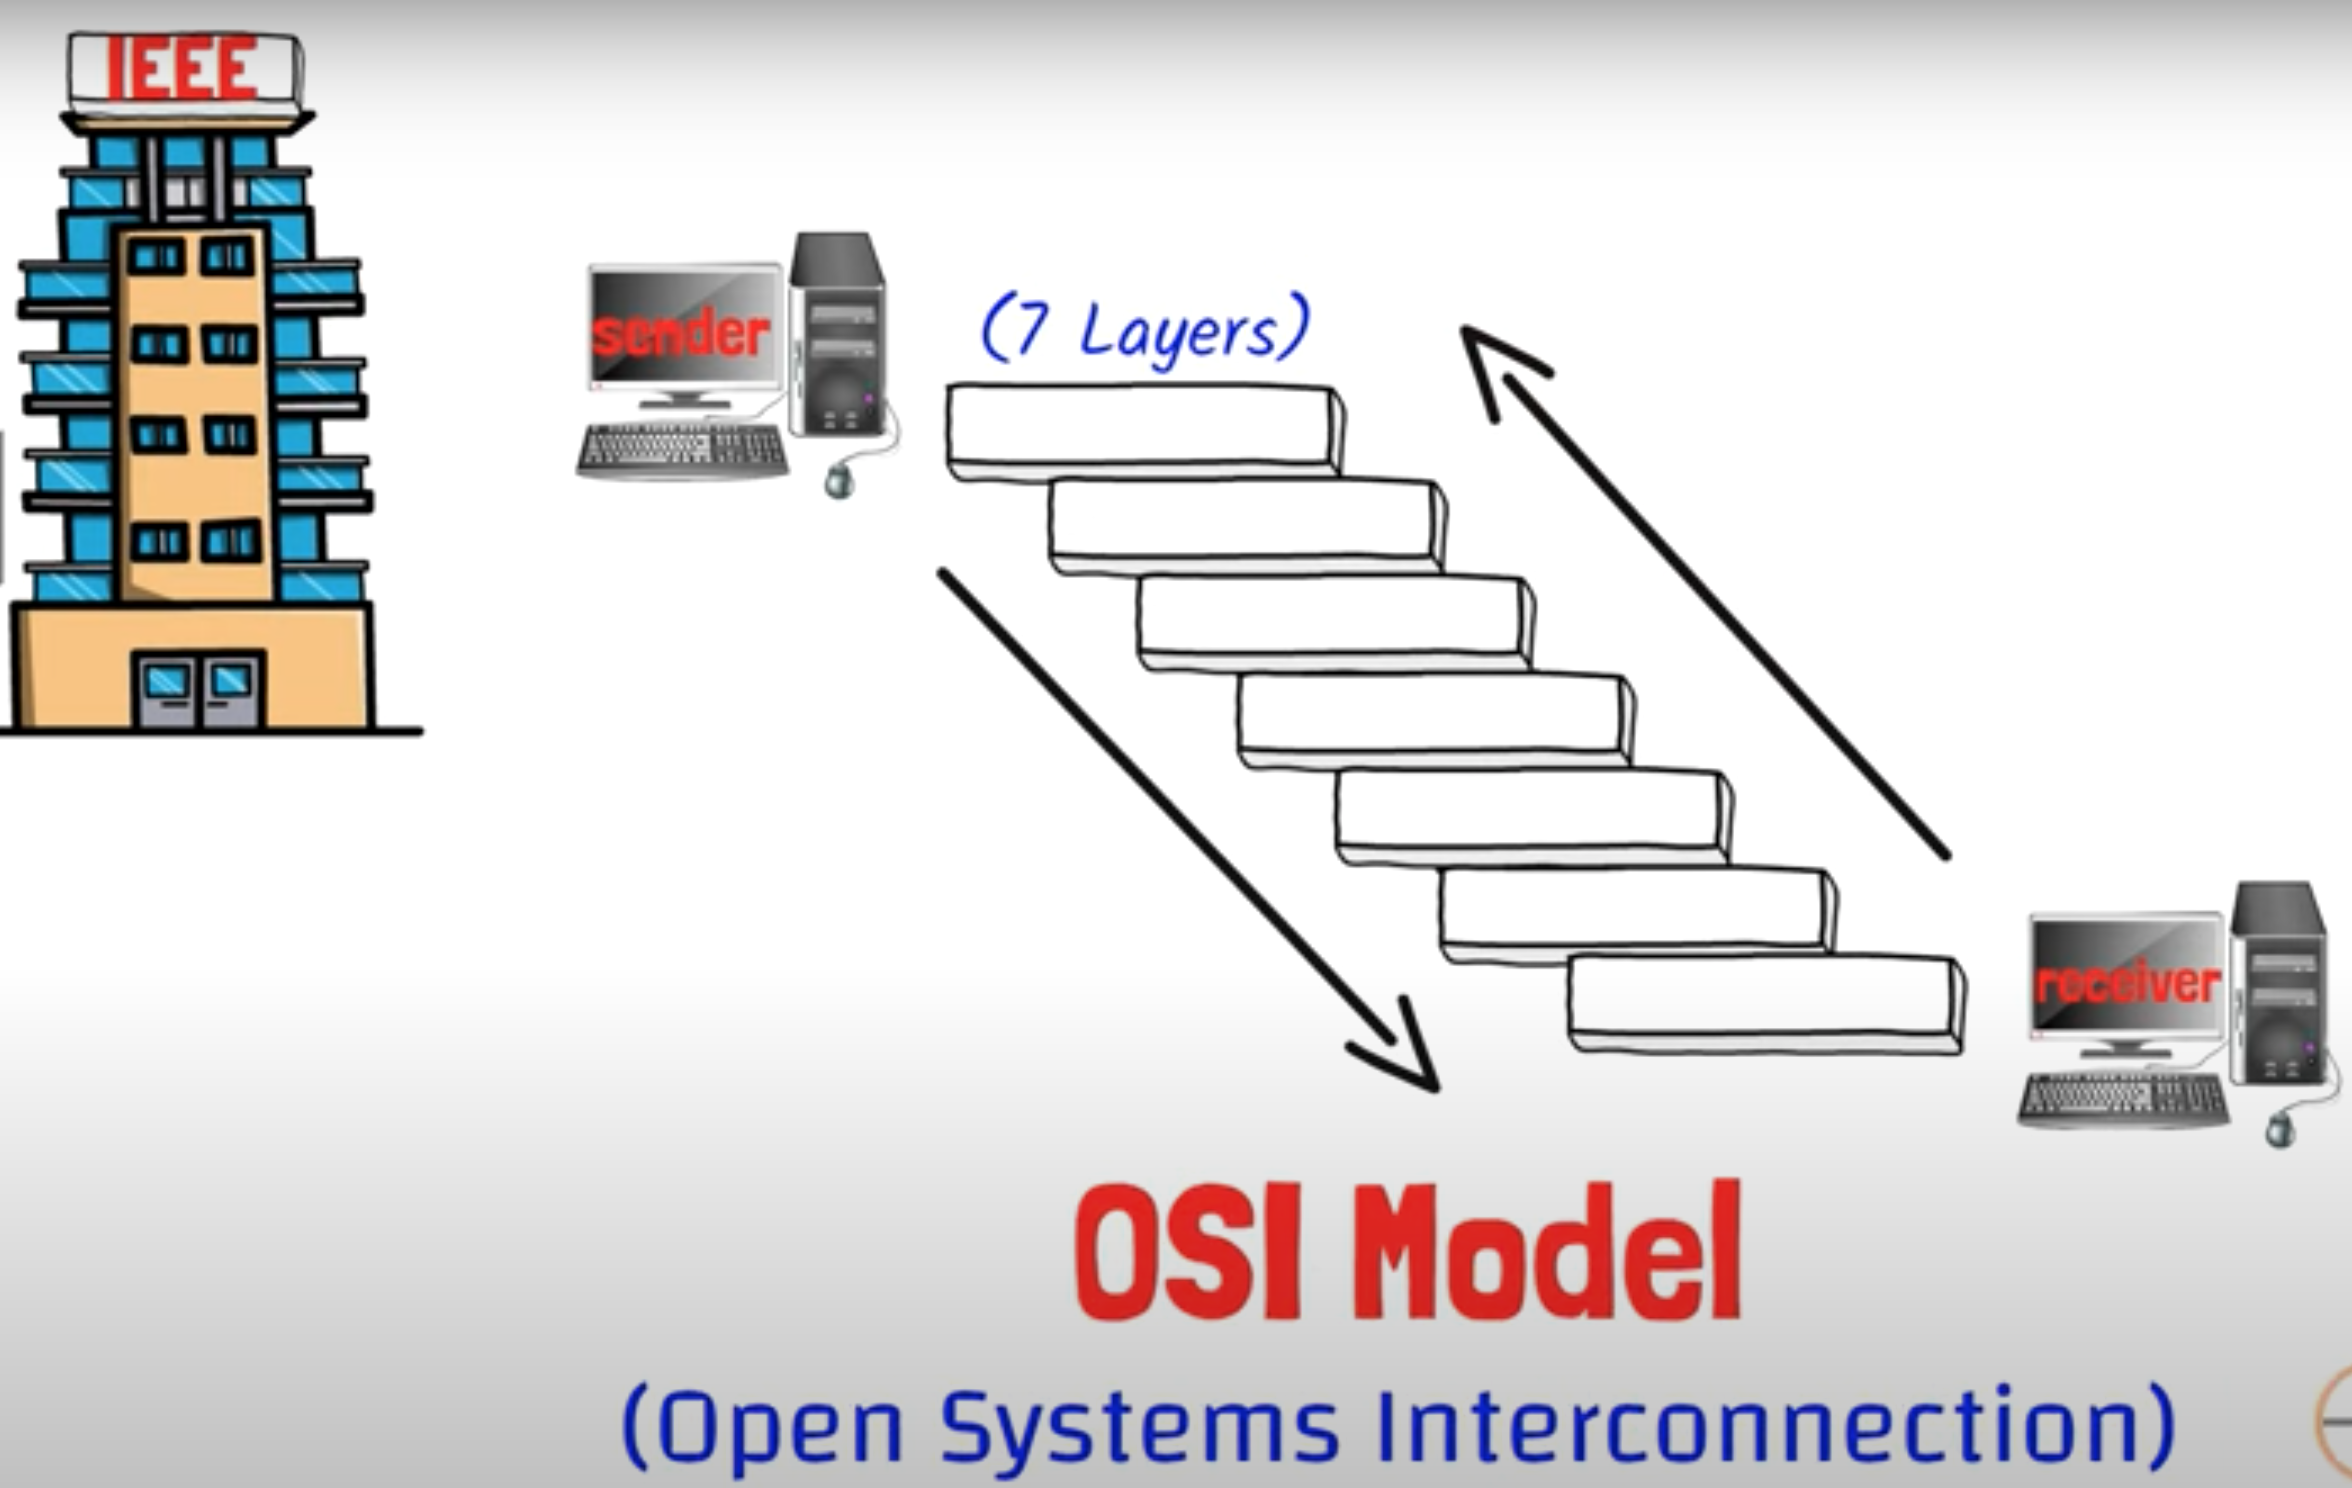 IEEE
sender
(7 Layers)
receiver
OSI Model
(Open Systems Interconnection)